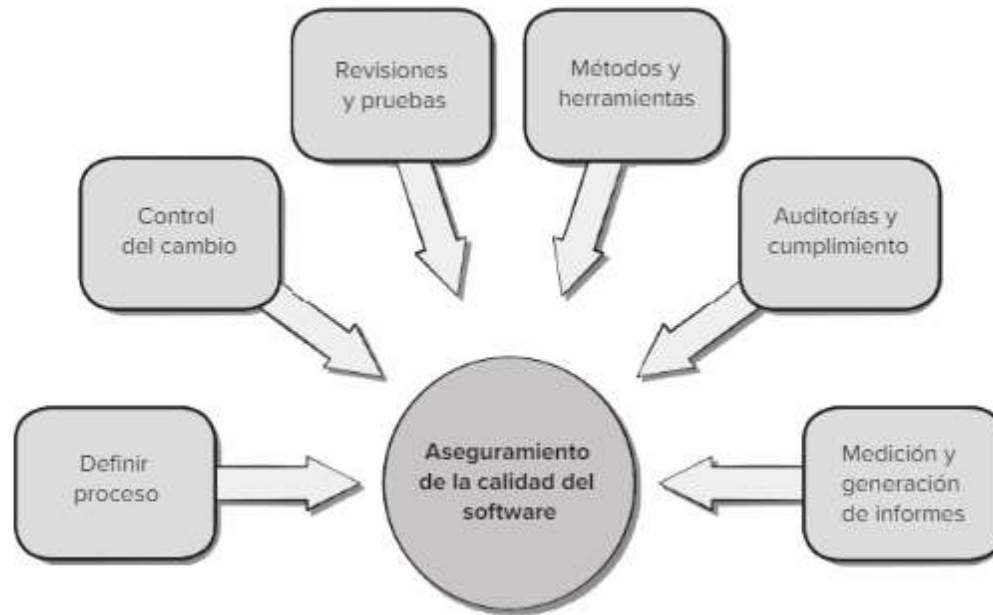 Revisiones
y pruebas
Métodos y
herramientas
Control
del cambio
Auditorías y
cumplimiento
Definir
proceso
Aseguramiento
de la calidad del
software
Medición y
generación
de informes